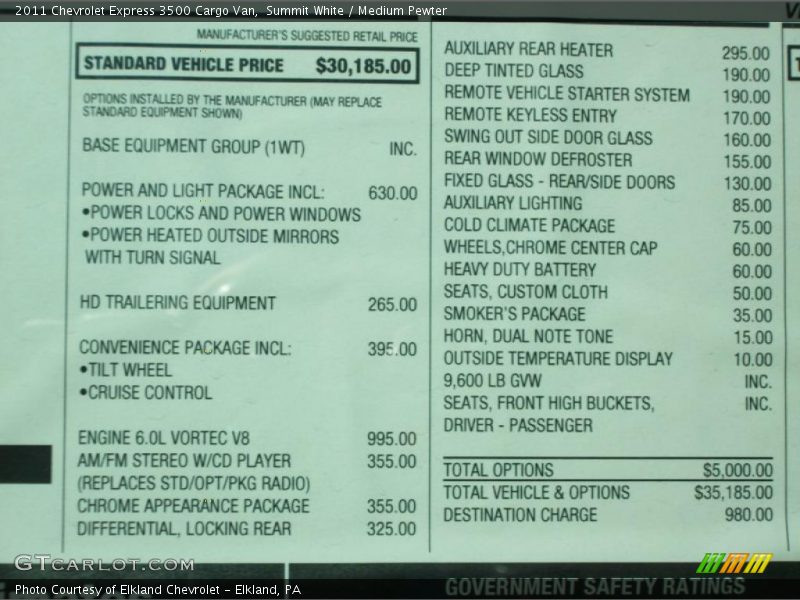 2011 Chevrolet Express 3500 Cargo Van, Summit White / Medium Pewter
MANUFACTURER'S SUGGESTED RETAIL PRICE
STANDARD VEHICLE PRICE $30,185.00
OPTIONS INSTALLED BY THE MANUFACTURER (MAY REPLACE
STANDARD EQUIPMENT SHOWN)
BASE EQUIPMENT GROUP (1WT) INC.
POWER AND LIGHT PACKAGE INCL: 630.00
•POWER LOCKS AND POWER WINDOWS
•POWER HEATED OUTSIDE MIRRORS
WITH TURN SIGNAL
HD TRAILERING EQUIPMENT 265.00
CONVENIENCE PACKAGE INCL: 395.00
•TILT WHEEL
•CRUISE CONTROL
ENGINE 6.0L VORTEC V8 995.00
AM/FM STEREO W/CD PLAYER 355.00
(REPLACES STD/OPT/PKG RADIO)
CHROME APPEARANCE PACKAGE 355.00
DIFFERENTIAL, LOCKING REAR 325.00
AUXILIARY REAR HEATER 295.00
DEEP TINTED GLASS 190.00
REMOTE VEHICLE STARTER SYSTEM 190.00
REMOTE KEYLESS ENTRY 170.00
SWING OUT SIDE DOOR GLASS 160.00
REAR WINDOW DEFROSTER 155.00
FIXED GLASS - REAR/SIDE DOORS 130.00
AUXILIARY LIGHTING 85.00
COLD CLIMATE PACKAGE 75.00
WHEELS,CHROME CENTER CAP 60.00
HEAVY DUTY BATTERY 60.00
SEATS, CUSTOM CLOTH 50.00
SMOKER'S PACKAGE 35.00
HORN, DUAL NOTE TONE 15.00
OUTSIDE TEMPERATURE DISPLAY 10.00
9,600 LB GVW INC.
SEATS, FRONT HIGH BUCKETS, INC.
DRIVER - PASSENGER
TOTAL OPTIONS $5,000.00
TOTAL VEHICLE & OPTIONS $35,185.00
DESTINATION CHARGE 980.00
GTCARLOT.COM
Photo Courtesy of Elkland Chevrolet - Elkland, PA
GOVERNMENT SAFETY RATINGS